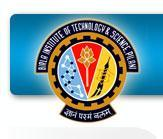 BIRLA INSTITUTE OF TECHNOLOGY & SCIENCE PILANI
ज्ञानं परमं बलम्